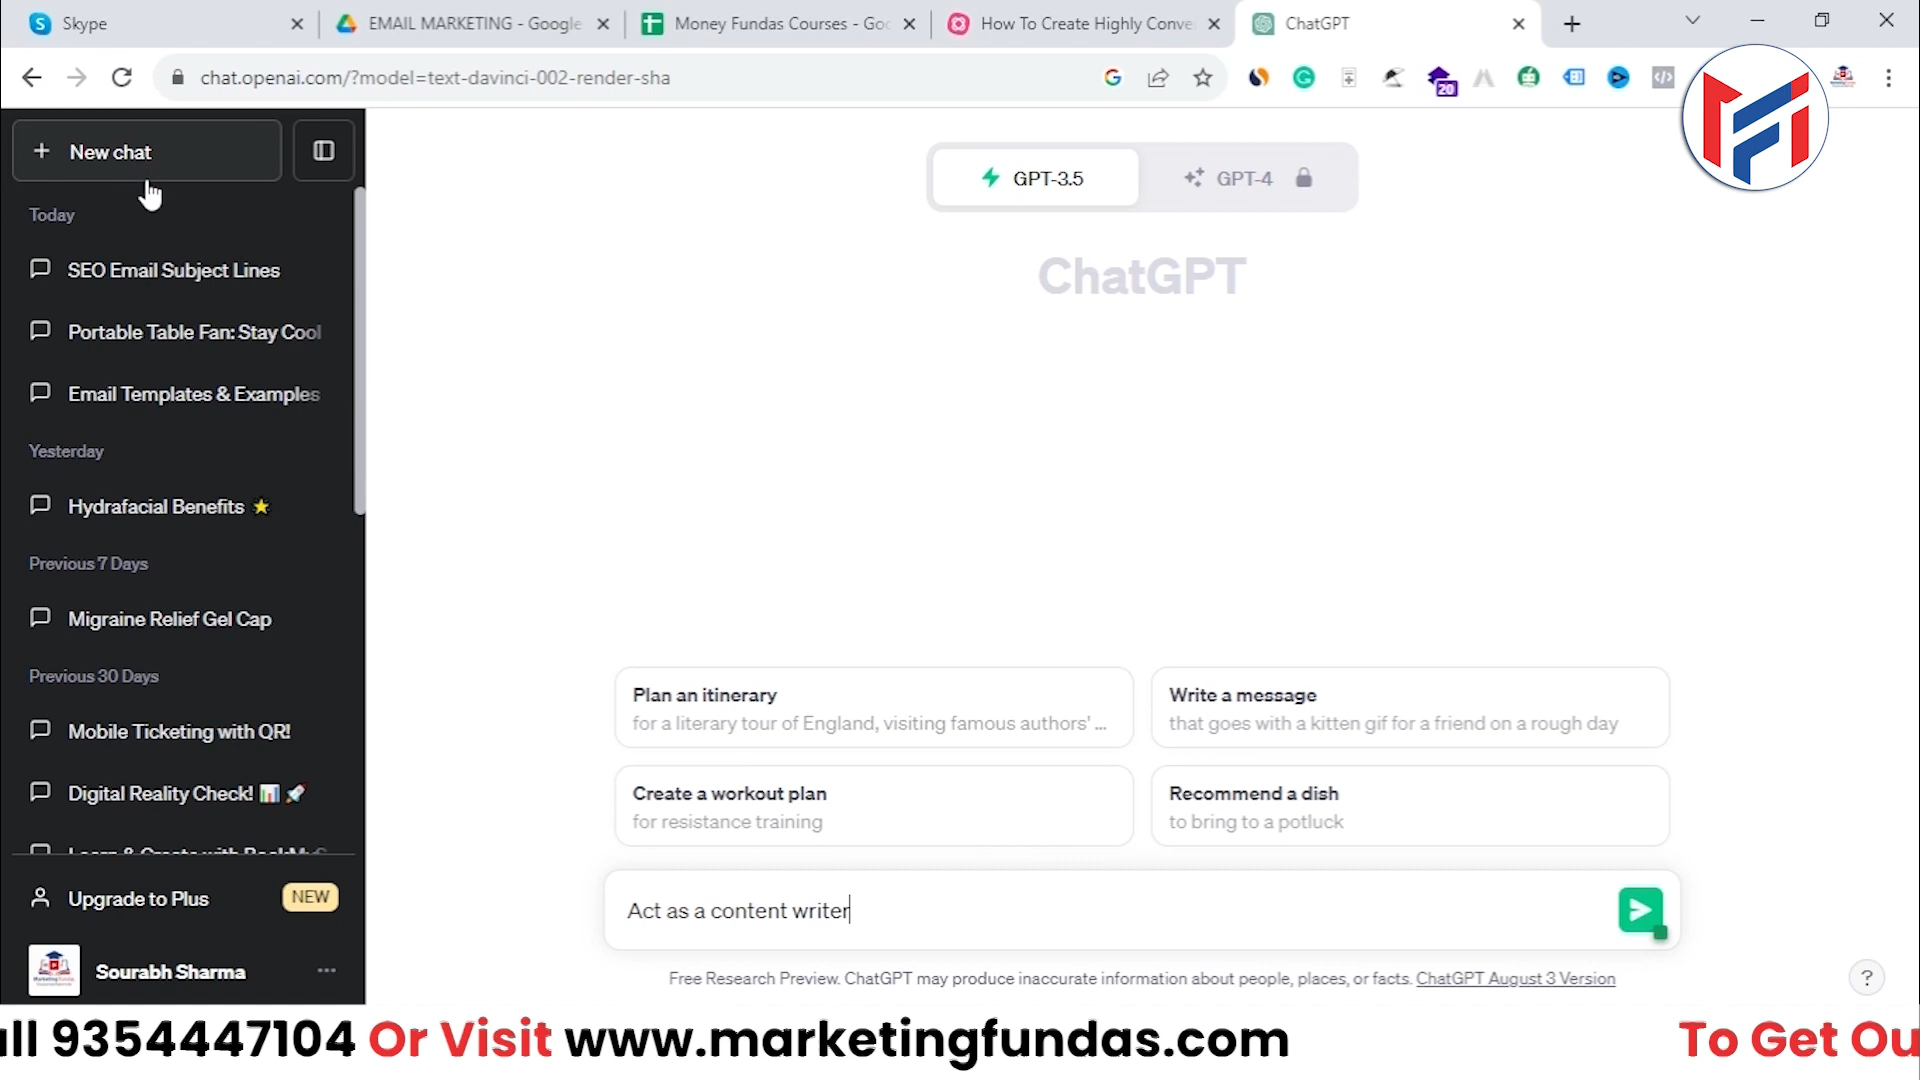 Skype
EMAIL MARKETING - Google
Money Fundas Courses - Goo
How To Create Highly Conve
ChatGPT
chat.openai.com/?model=text-davinci-002-render-sha
20
New chat
GPT-3.5
GPT-4
Today
ChatGPT
SEO Email Subject Lines
Portable Table Fan: Stay Cool
Email Templates & Examples
Yesterday
Hydrafacial Benefits
Previous 7 Days
Migraine Relief Gel Cap
Previous 30 Days
Mobile Ticketing with QR!
Digital Reality Check!
Plan an itinerary
for a literary tour of England, visiting famous authors' ...
Write a message
that goes with a kitten gif for a friend on a rough day
Create a workout plan
for resistance training
Recommend a dish
to bring to a potluck
Upgrade to Plus
NEW
Act as a content writer
Sourabh Sharma
Free Research Preview. ChatGPT may produce inaccurate information about people, places, or facts. ChatGPT August 3 Version
?
all 9354447104 Or Visit www.marketingfundas.com
To Get Ou